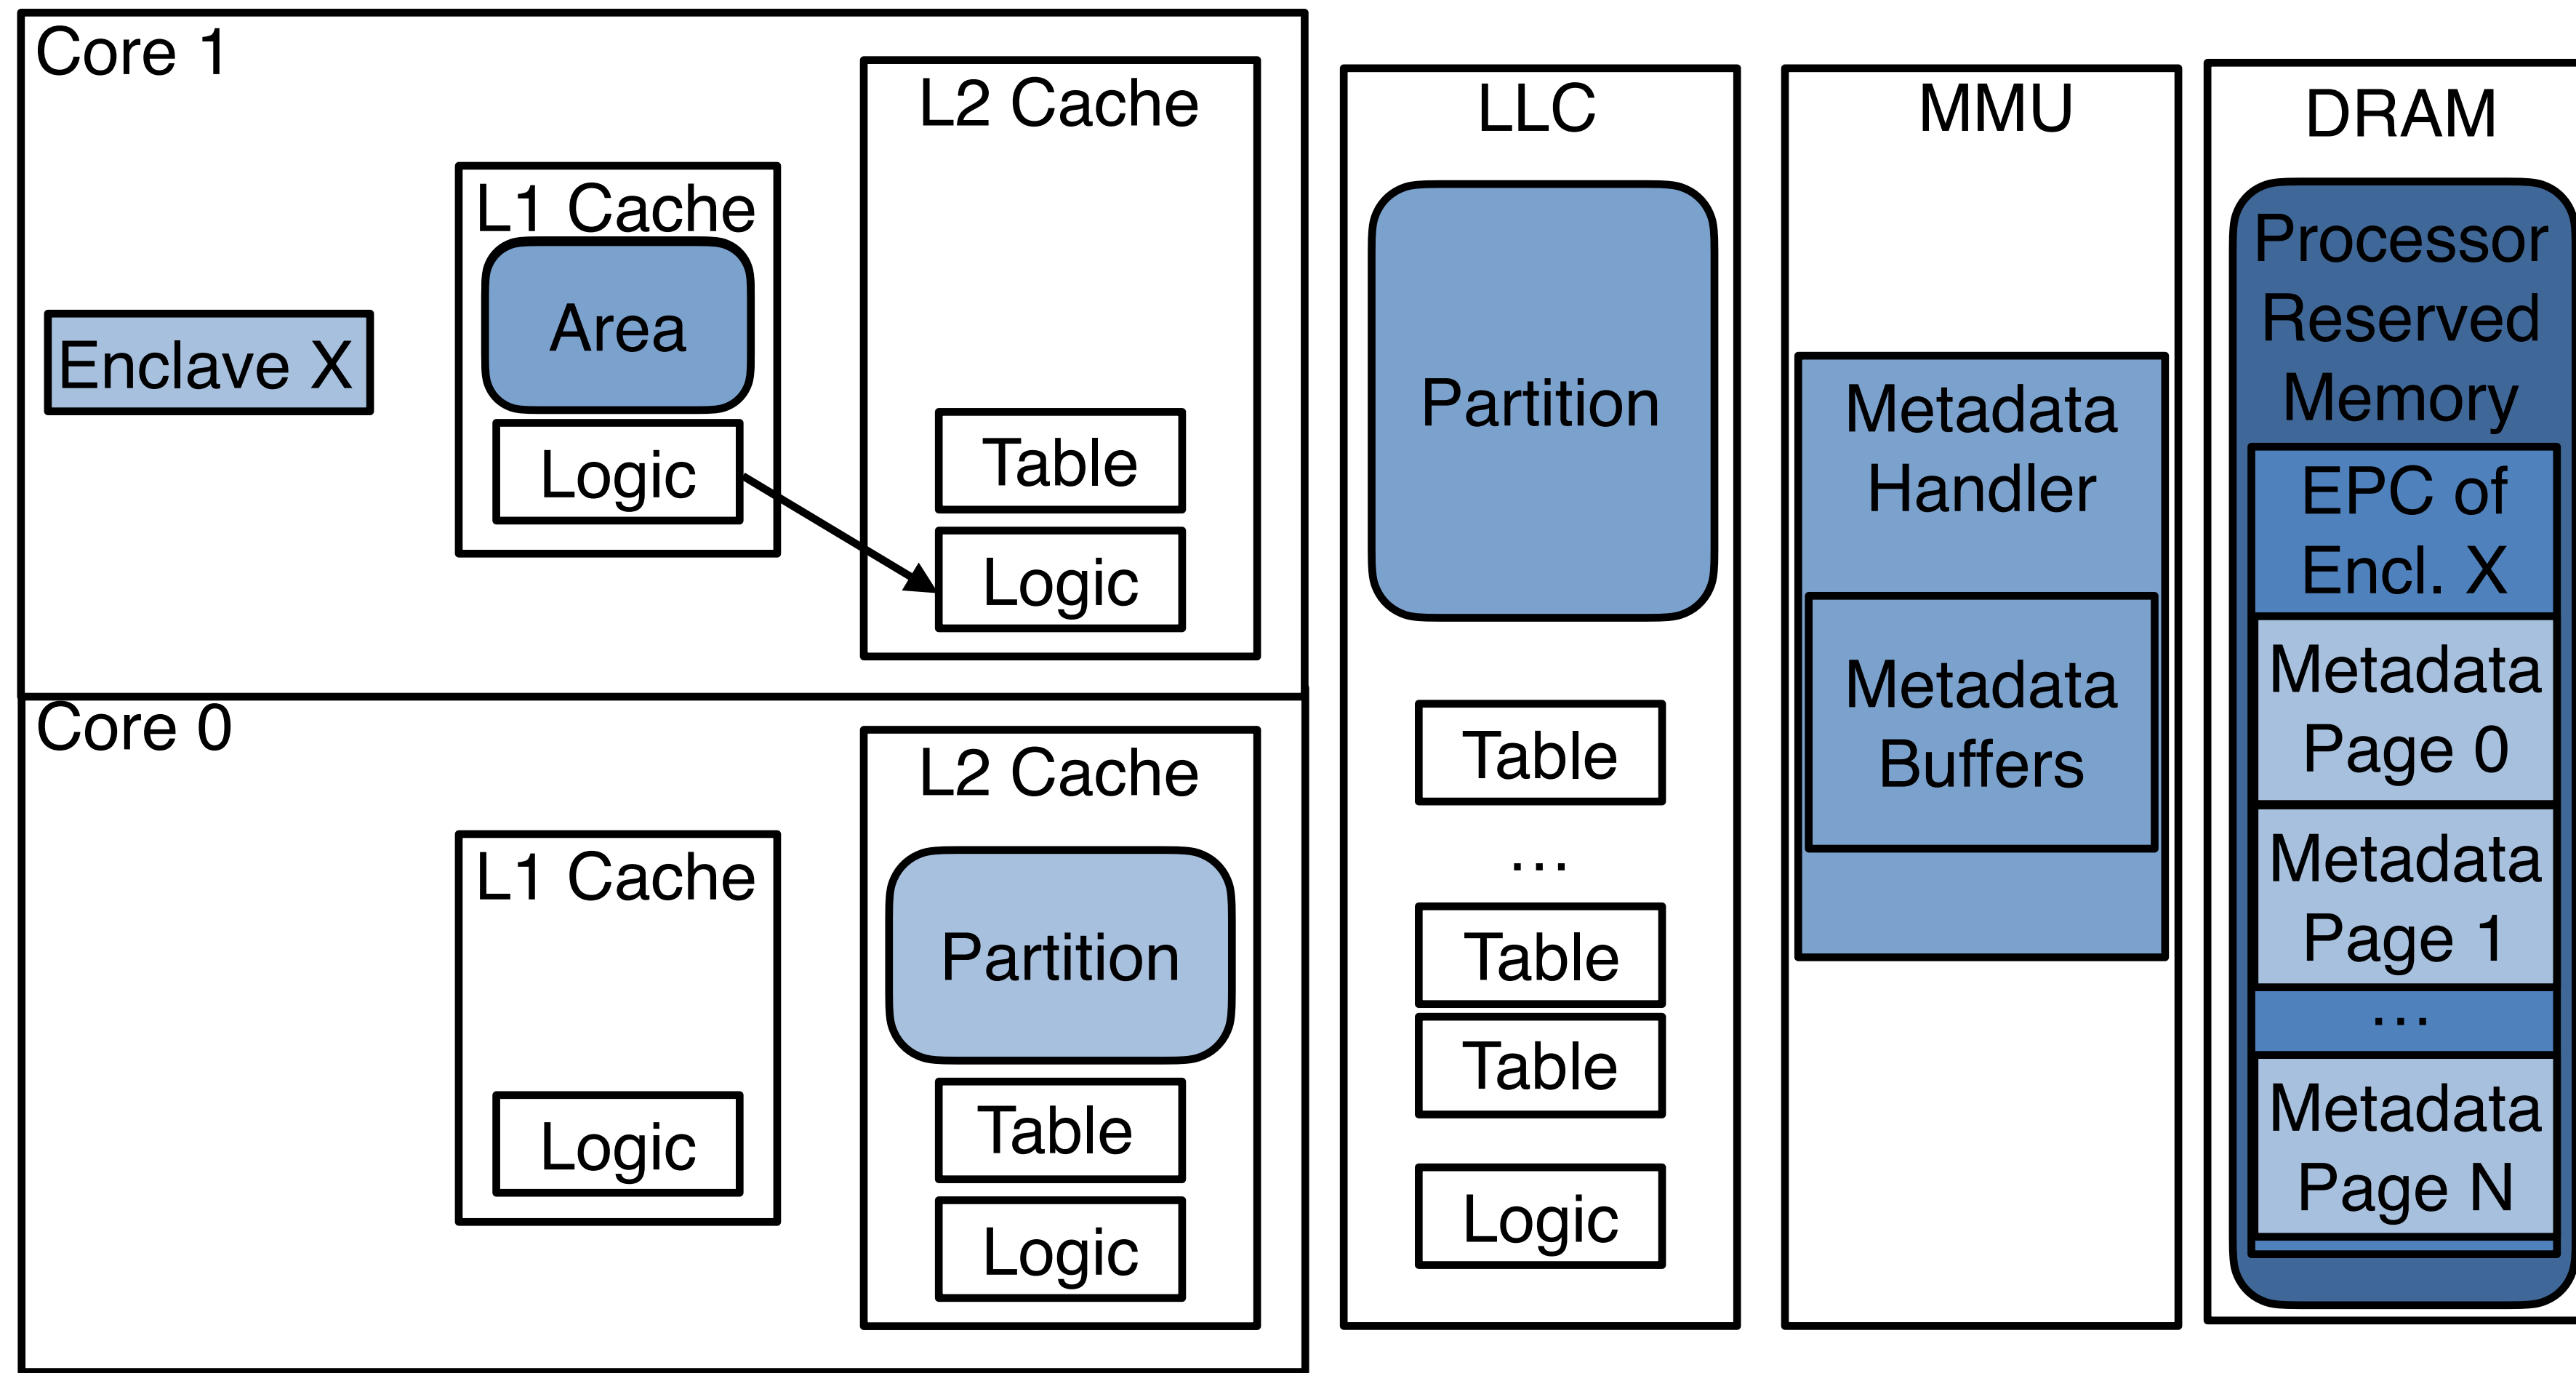 Core 1
Enclave X
L1 Cache
Area
Logic
L2 Cache
Table
Logic
Core 0
L1 Cache
Logic
L2 Cache
Partition
Table
Logic
LLC
Partition
Table
...
Table
Table
Logic
MMU
Metadata
Handler
Metadata
Buffers
DRAM
Processor
Reserved
Memory
EPC of
Encl. X
Metadata
Page 0
Metadata
Page 1
...
Metadata
Page N